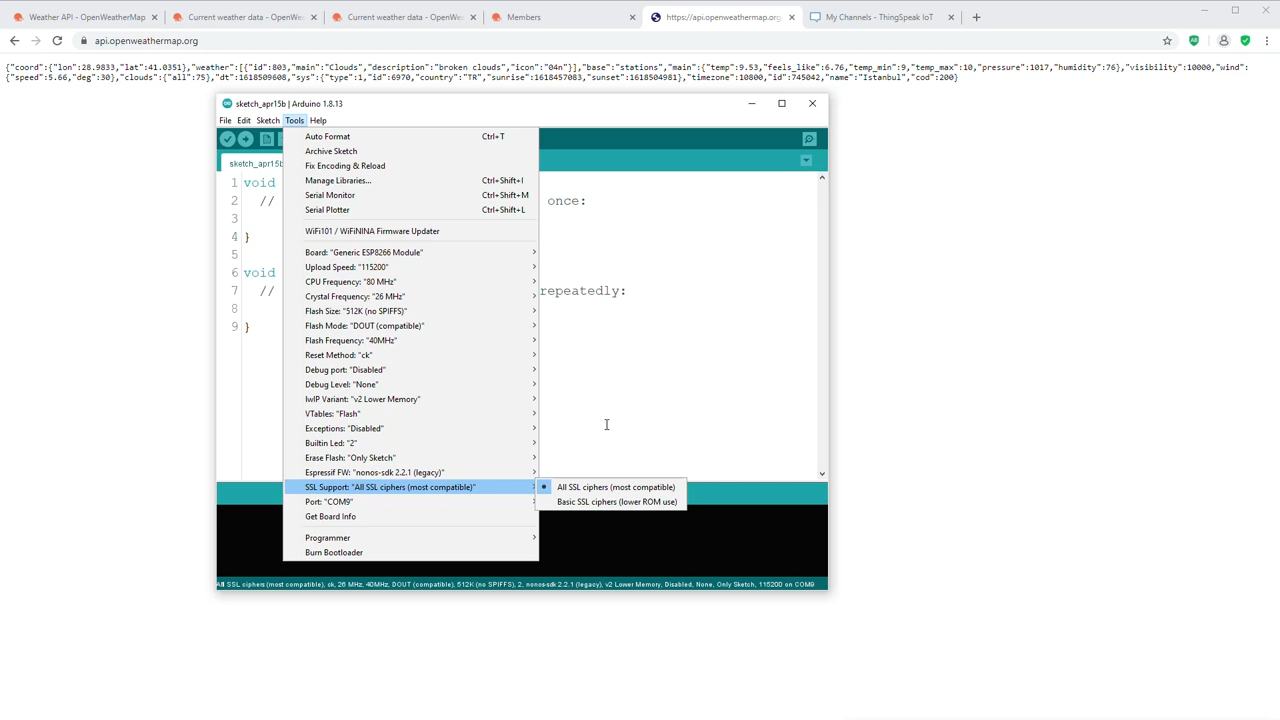 Weather API - OpenWeatherMap
Current weather data - OpenWe
Current weather data - OpenWe
Members
https://api.openweathermap.org
My Channels - ThingSpeak IoT
api.openweathermap.org
{"coord":{"lon":28.9833,"lat":41.0351},"weather":[{"id":803,"main":"Clouds","description":"broken clouds","icon":"04n"}],"base":"stations","main":{"temp":9.53,"feels_like":6.76,"temp_min":9,"temp_max":10,"pressure":1017,"humidity":76},"visibility":10000,"wind":
{"speed":5.66,"deg":30},"clouds":{"all":75},"dt":1618509608,"sys":{"type":1,"id":6970,"country":"TR","sunrise":1618457083,"sunset":1618504981},"timezone":10800,"id":745042,"name":"Istanbul","cod":200}
sketch_apr15b | Arduino 1.8.13
File Edit Sketch Tools Help
sketch_apr15b
Auto Format Ctrl+T
Archive Sketch
Fix Encoding & Reload
Manage Libraries... Ctrl+Shift+I
Serial Monitor Ctrl+Shift+M
Serial Plotter Ctrl+Shift+L
WiFi101 / WiFiNINA Firmware Updater
Board: "Generic ESP8266 Module"
Upload Speed: "115200"
CPU Frequency: "80 MHz"
Crystal Frequency: "26 MHz"
Flash Size: "512K (no SPIFFS)"
Flash Mode: "DOUT (compatible)"
Flash Frequency: "40MHz"
Reset Method: "ck"
Debug port: "Disabled"
Debug Level: "None"
lwIP Variant: "v2 Lower Memory"
VTables: "Flash"
Exceptions: "Disabled"
Builtin Led: "2"
Erase Flash: "Only Sketch"
Espressif FW: "nonos-sdk 2.2.1 (legacy)"
SSL Support: "All SSL ciphers (most compatible)"
Port: "COM9"
Get Board Info
Programmer
Burn Bootloader
All SSL ciphers (most compatible)
Basic SSL ciphers (lower ROM use)
1 void
2 // once:
3
4 }
5
6 void
7 // repeatedly:
8
9 }
All SSL ciphers (most compatible), ck, 26 MHz, 40MHz, DOUT (compatible), 512K (no SPIFFS), 2, nonos-sdk 2.2.1 (legacy), v2 Lower Memory, Disabled, None, Only Sketch, 115200 on COM9